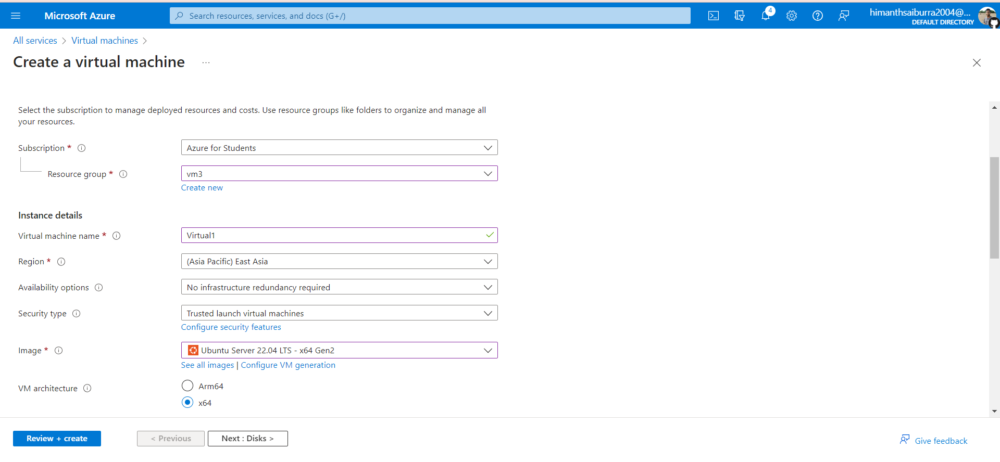 Microsoft Azure
Search resources, services, and docs (G+/)
4
himanthsaiburra2004@...
DEFAULT DIRECTORY
All services > Virtual machines >
Create a virtual machine ...
Select the subscription to manage deployed resources and costs. Use resource groups like folders to organize and manage all
your resources.
Subscription *
Azure for Students
Resource group *
vm3
Create new
Instance details
Virtual machine name *
Virtual1
Region *
(Asia Pacific) East Asia
Availability options
No infrastructure redundancy required
Security type
Trusted launch virtual machines
Configure security features
Image *
Ubuntu Server 22.04 LTS - x64 Gen2
See all images | Configure VM generation
VM architecture
Arm64
x64
Review + create
< Previous
Next : Disks >
Give feedback